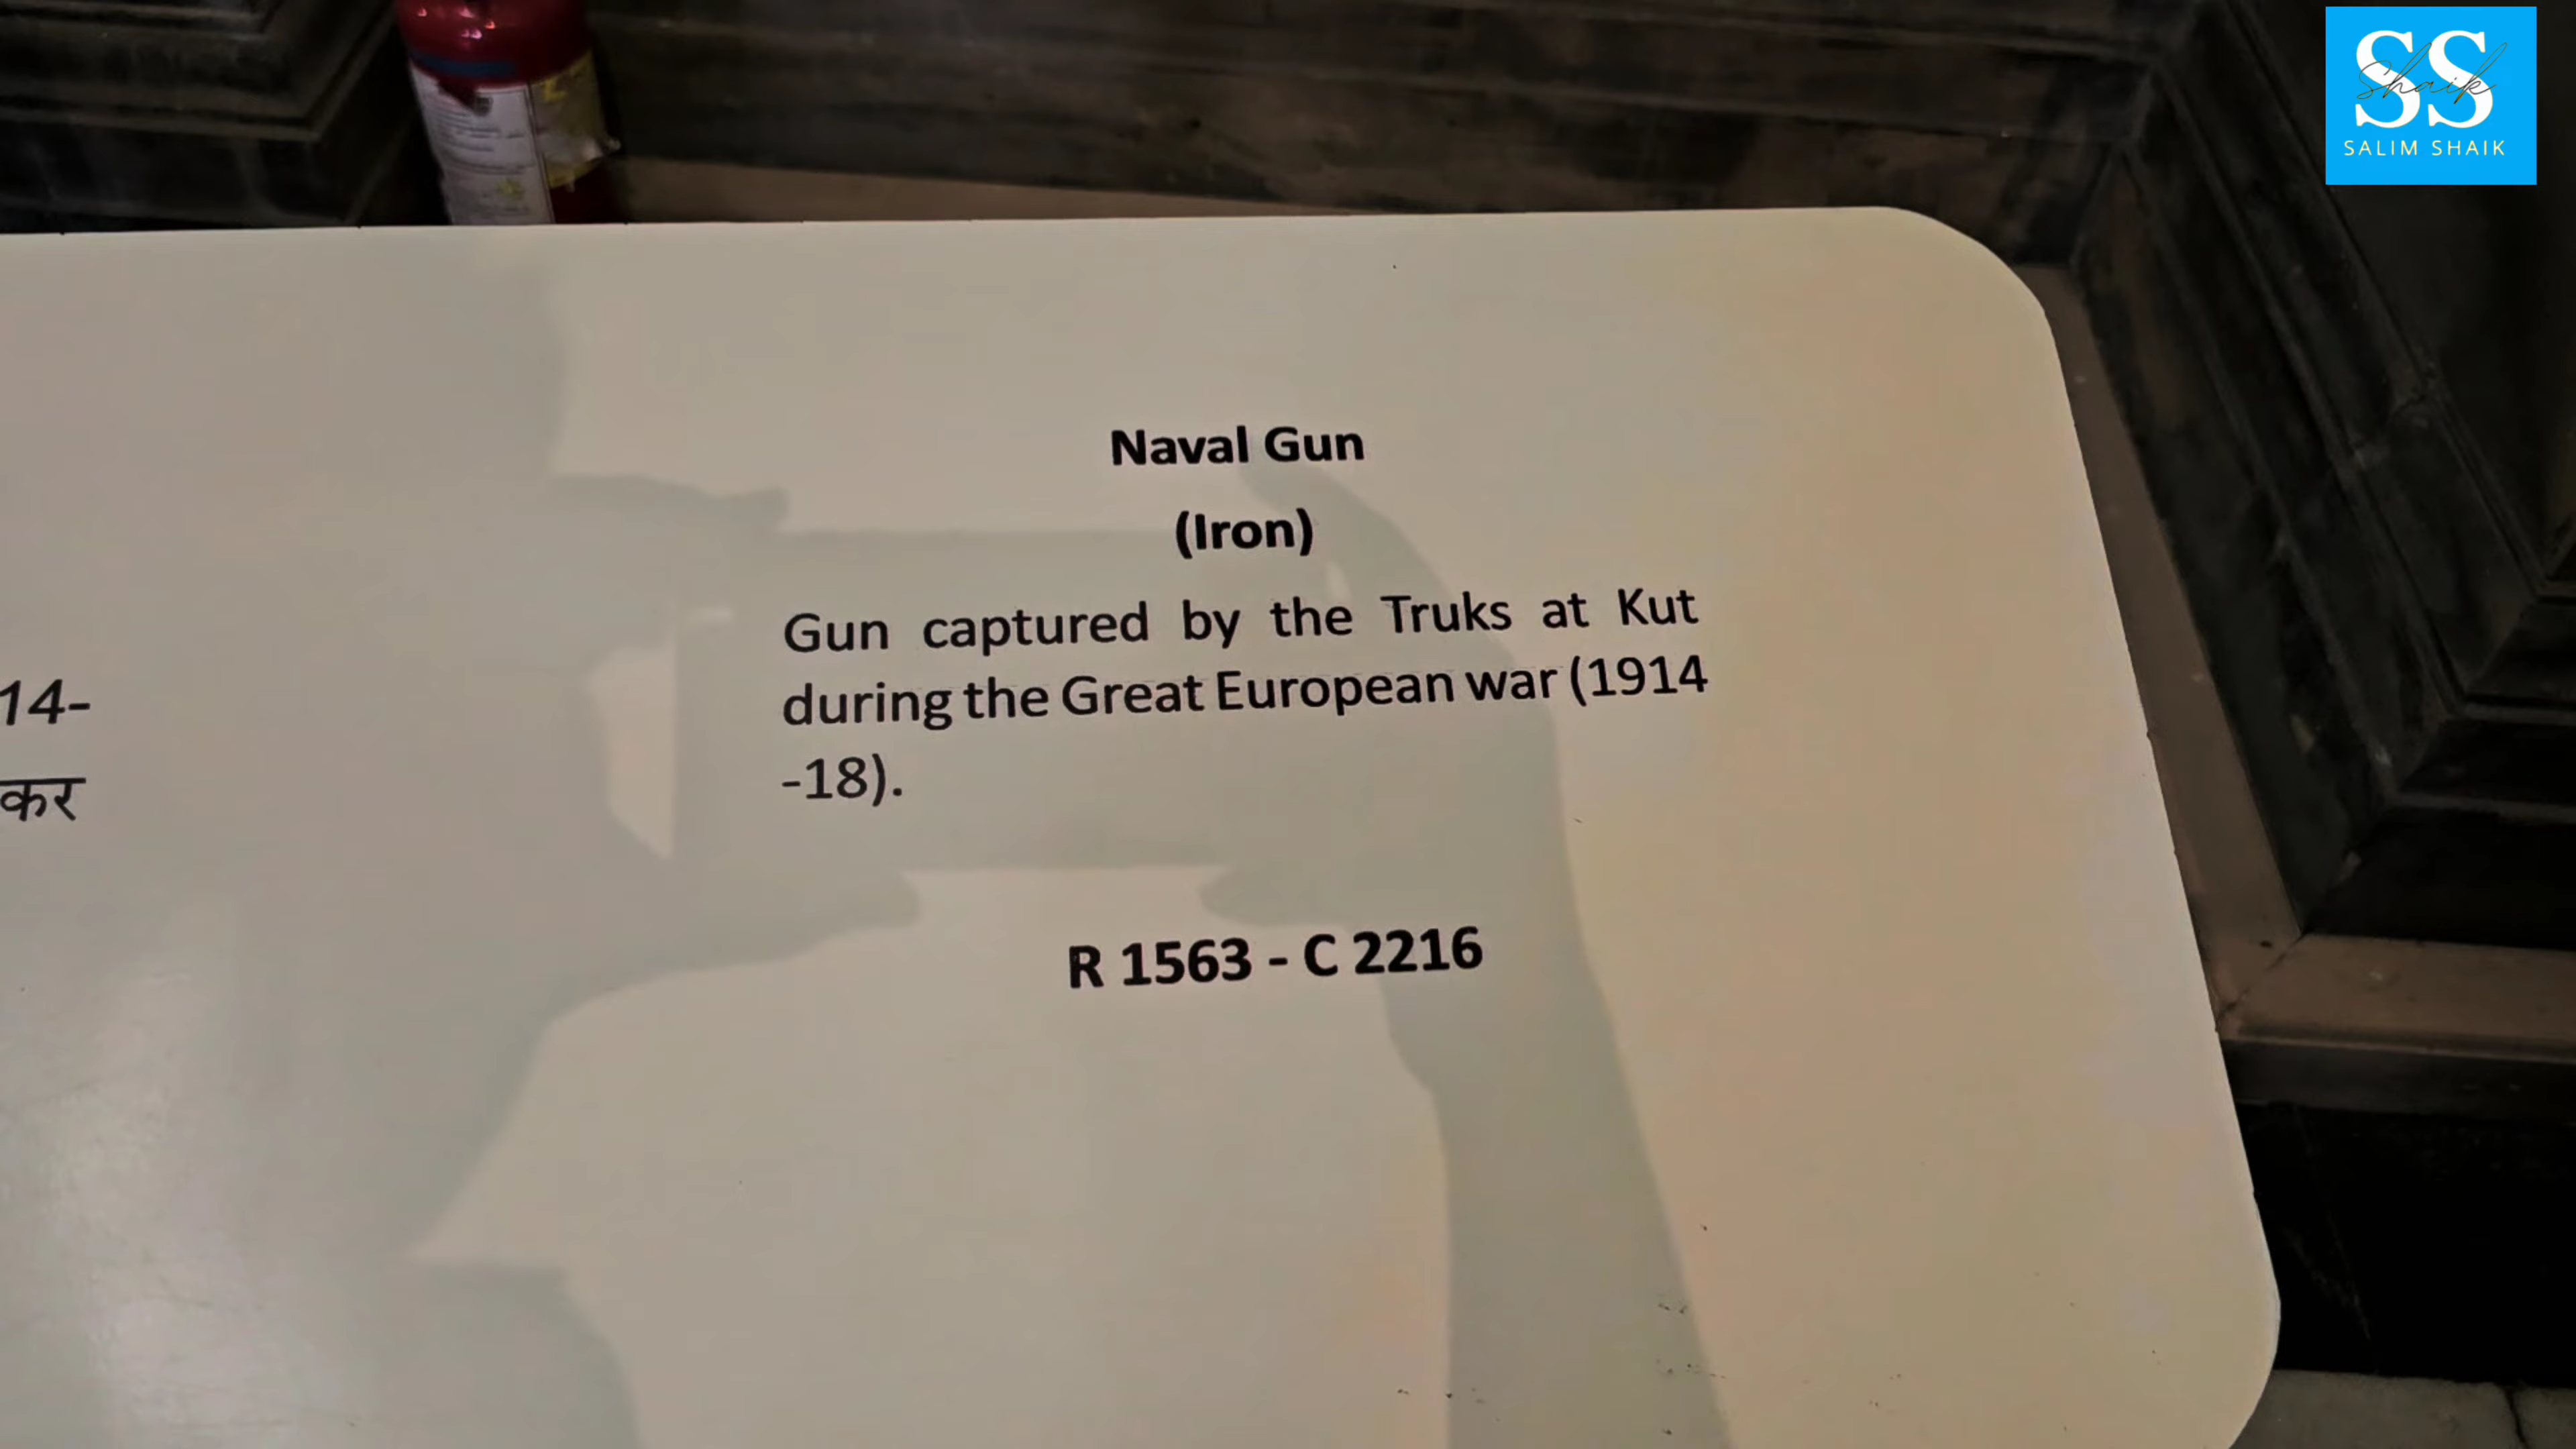 SS
Shaik
SALIM SHAIK
14-
कर
Naval Gun
(Iron)
Gun captured by the Truks at Kut
during the Great European war (1914
-18).
R 1563 - C 2216